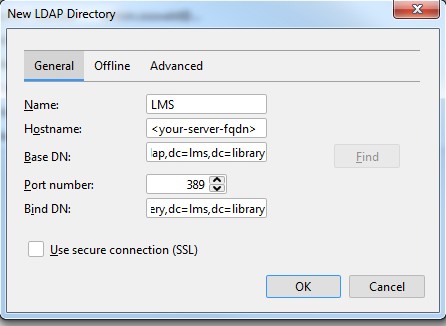 New LDAP Directory
General Offline Advanced
Name: LMS
Hostname: <your-server-fqdn>
Base DN: lap,dc=lms,dc=library Find
Port number: 389
Bind DN: ery,dc=lms,dc=library
Use secure connection (SSL)
OK Cancel